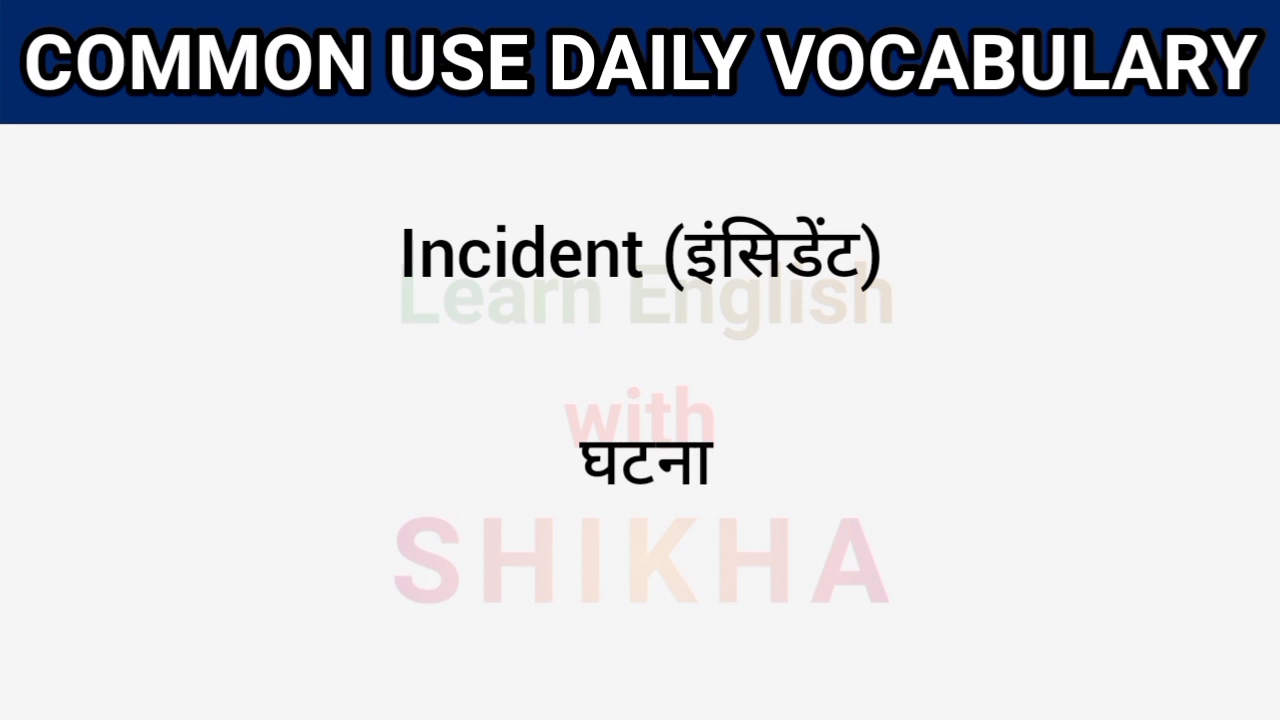 COMMON USE DAILY VOCABULARY
Incident (इंसिडेंट)
Learn English
with
घटना
SHIKHA